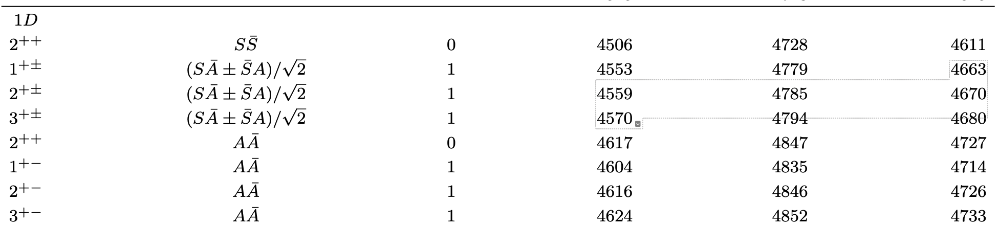 1D
2⁺⁺ SS̄ 0 4506 4728 4611
1⁺± (SĀ ± S̄A)/√2 1 4553 4779 4663
2⁺± (SĀ ± S̄A)/√2 1 4559 4785 4670
3⁺± (SĀ ± S̄A)/√2 1 4570 4794 4680
2⁺⁺ AĀ 0 4617 4847 4727
1⁺⁻ AĀ 1 4604 4835 4714
2⁺⁻ AĀ 1 4616 4846 4726
3⁺⁻ AĀ 1 4624 4852 4733